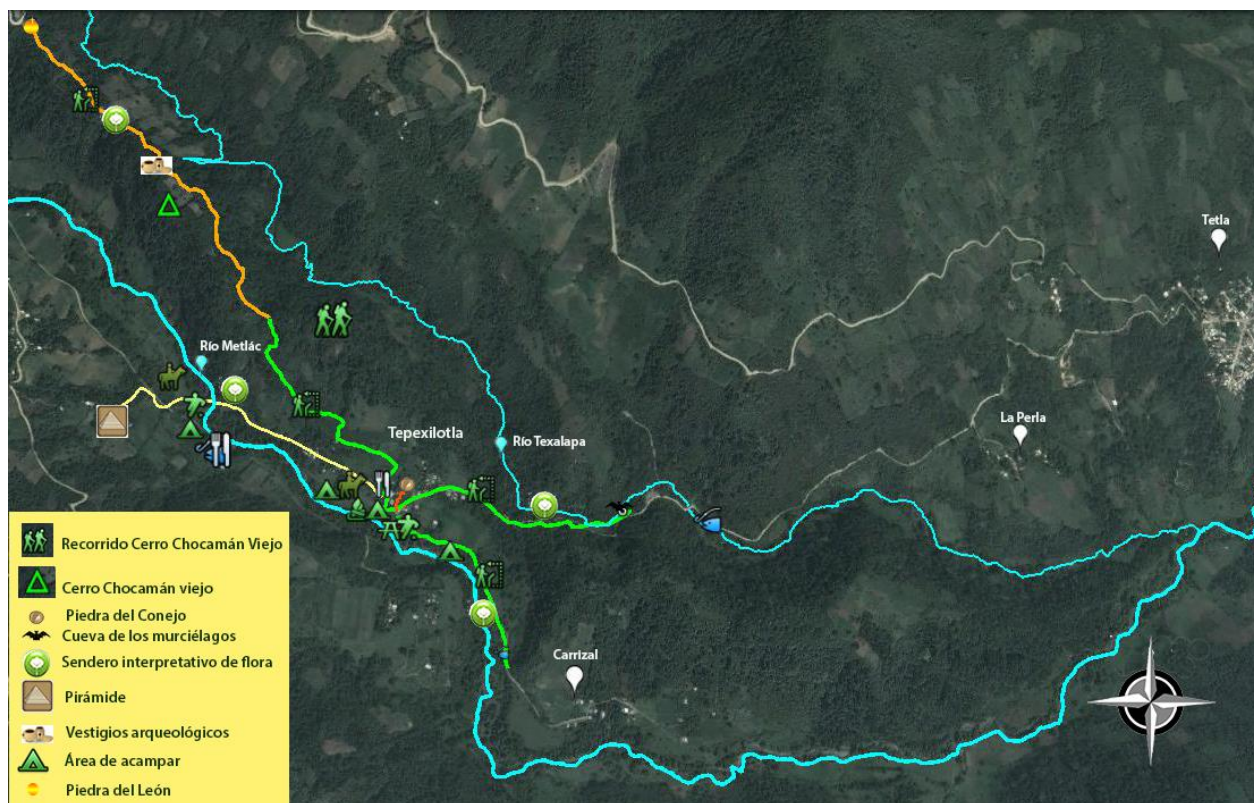 Tetla
Río Metlác
La Perla
Tepexilotla
Río Texalapa
Carrizal
Recorrido Cerro Chocamán Viejo
Cerro Chocamán viejo
Piedra del Conejo
Cueva de los murciélagos
Sendero interpretativo de flora
Pirámide
Vestigios arqueológicos
Área de acampar
Piedra del León